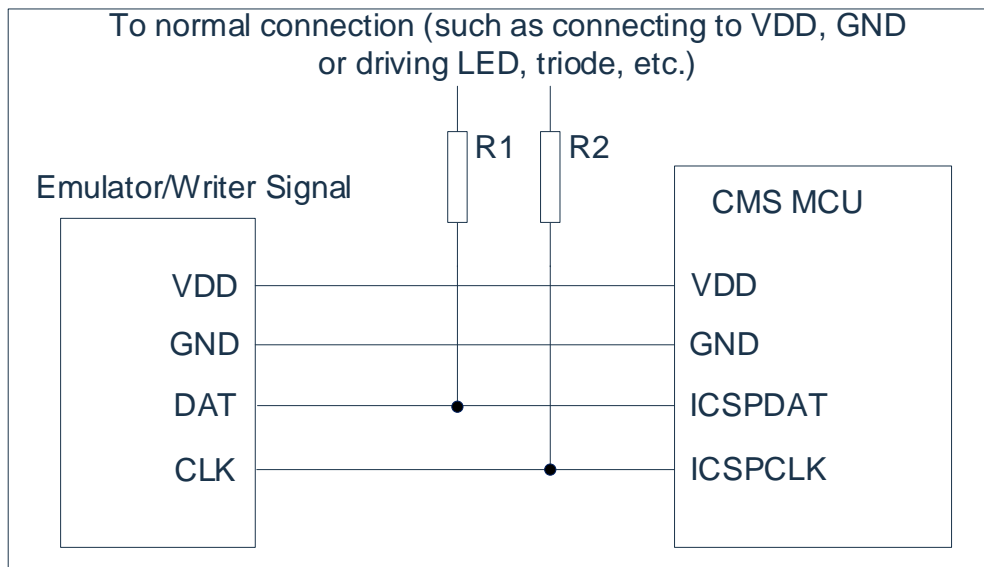 To normal connection (such as connecting to VDD, GND
or driving LED, triode, etc.)
R1
R2
Emulator/Writer Signal
CMS MCU
VDD
VDD
GND
GND
DAT
ICSPDAT
CLK
ICSPCLK